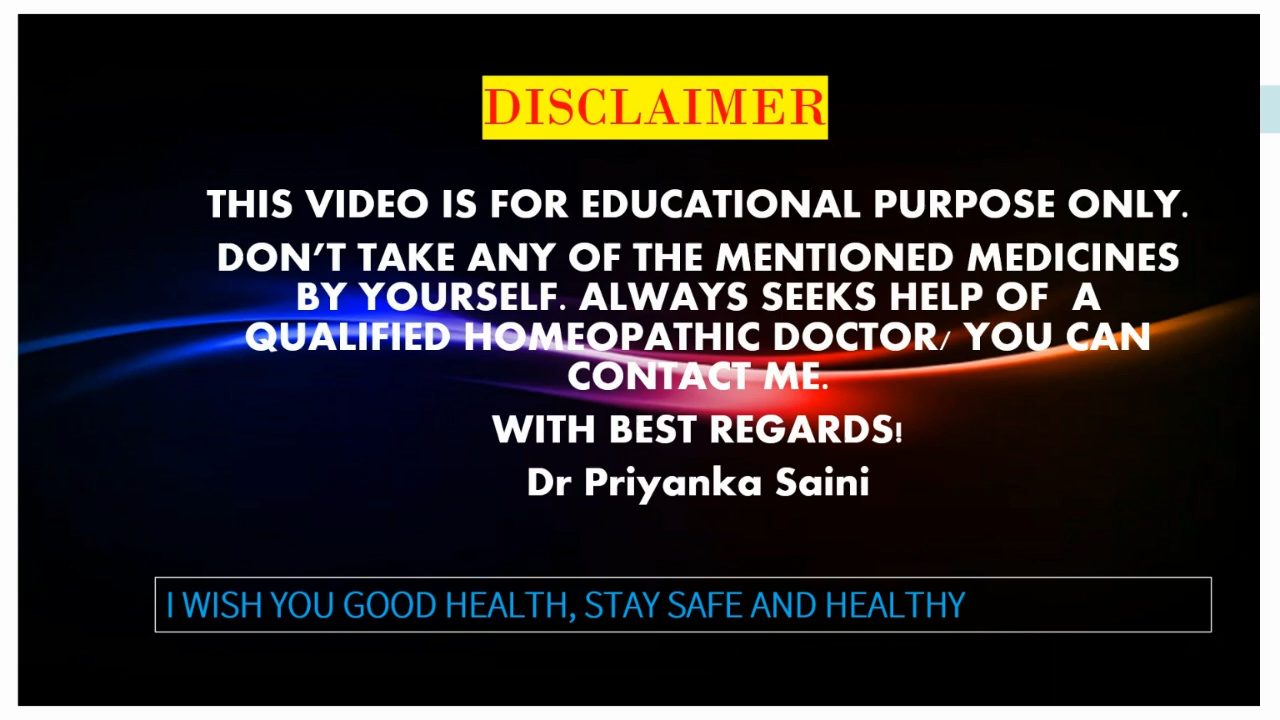 DISCLAIMER
THIS VIDEO IS FOR EDUCATIONAL PURPOSE ONLY.
DON’T TAKE ANY OF THE MENTIONED MEDICINES
BY YOURSELF. ALWAYS SEEKS HELP OF A
QUALIFIED HOMEOPATHIC DOCTOR/ YOU CAN
CONTACT ME.
WITH BEST REGARDS!
Dr Priyanka Saini
I WISH YOU GOOD HEALTH, STAY SAFE AND HEALTHY